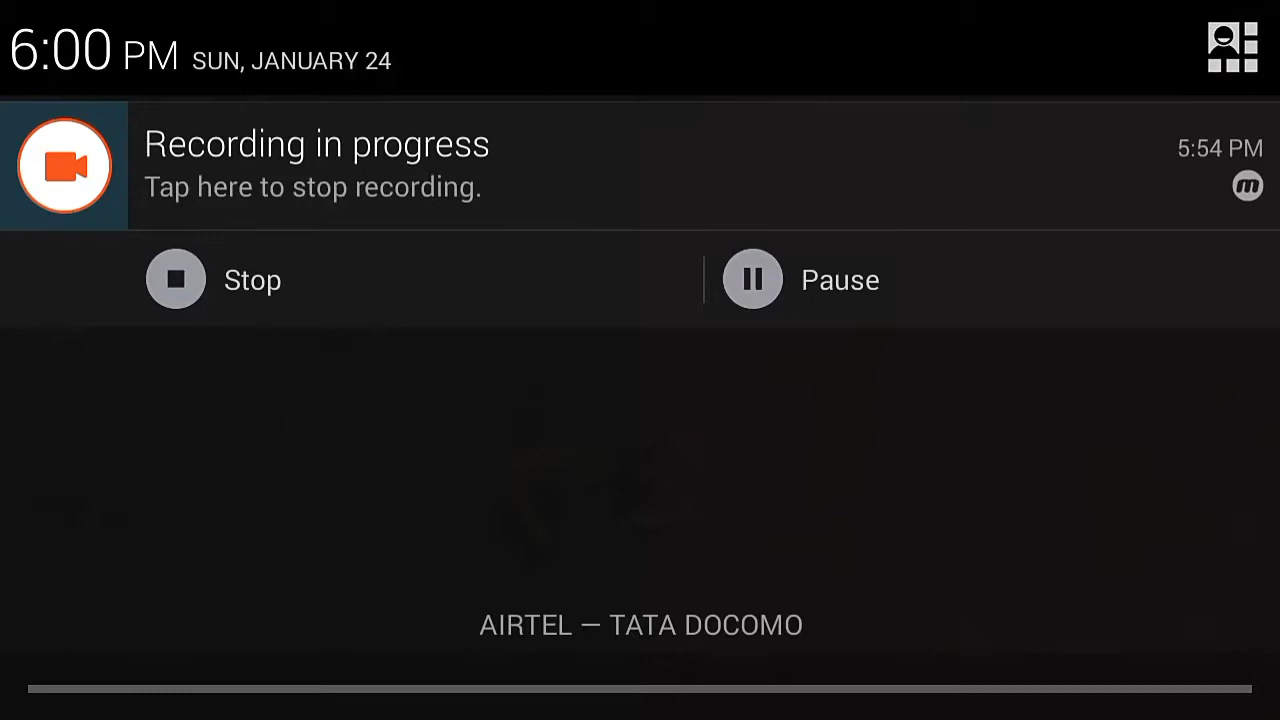 6:00 PM SUN, JANUARY 24
Recording in progress
5:54 PM
Tap here to stop recording.
m
Stop
Pause
AIRTEL — TATA DOCOMO